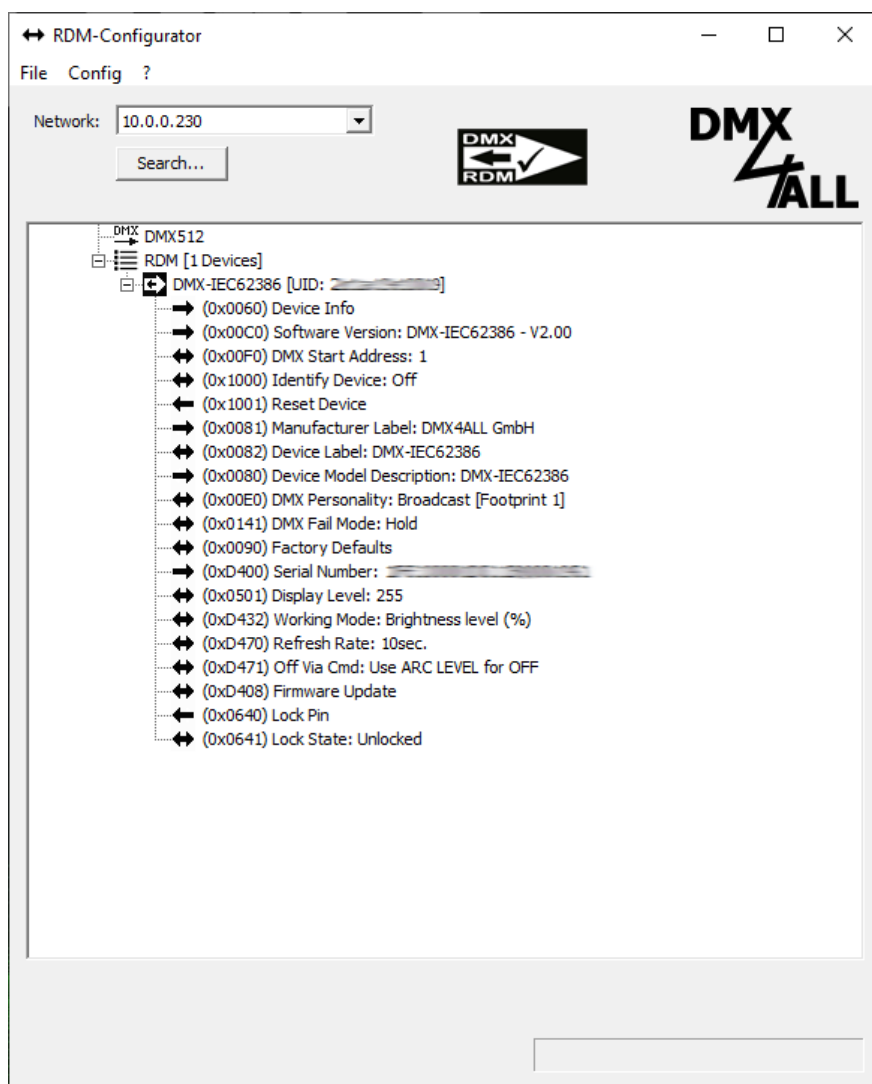 RDM-Configurator
File Config ?
Network: 10.0.0.230
Search...
DMX
RDM
DMX
4
ALL
DMX DMX512
RDM [1 Devices]
DMX-IEC62386 [UID: ]
(0x0060) Device Info
(0x00C0) Software Version: DMX-IEC62386 - V2.00
(0x00F0) DMX Start Address: 1
(0x1000) Identify Device: Off
(0x1001) Reset Device
(0x0081) Manufacturer Label: DMX4ALL GmbH
(0x0082) Device Label: DMX-IEC62386
(0x0080) Device Model Description: DMX-IEC62386
(0x00E0) DMX Personality: Broadcast [Footprint 1]
(0x0141) DMX Fail Mode: Hold
(0x0090) Factory Defaults
(0xD400) Serial Number:
(0x0501) Display Level: 255
(0xD432) Working Mode: Brightness level (%)
(0xD470) Refresh Rate: 10sec.
(0xD471) Off Via Cmd: Use ARC LEVEL for OFF
(0xD408) Firmware Update
(0x0640) Lock Pin
(0x0641) Lock State: Unlocked